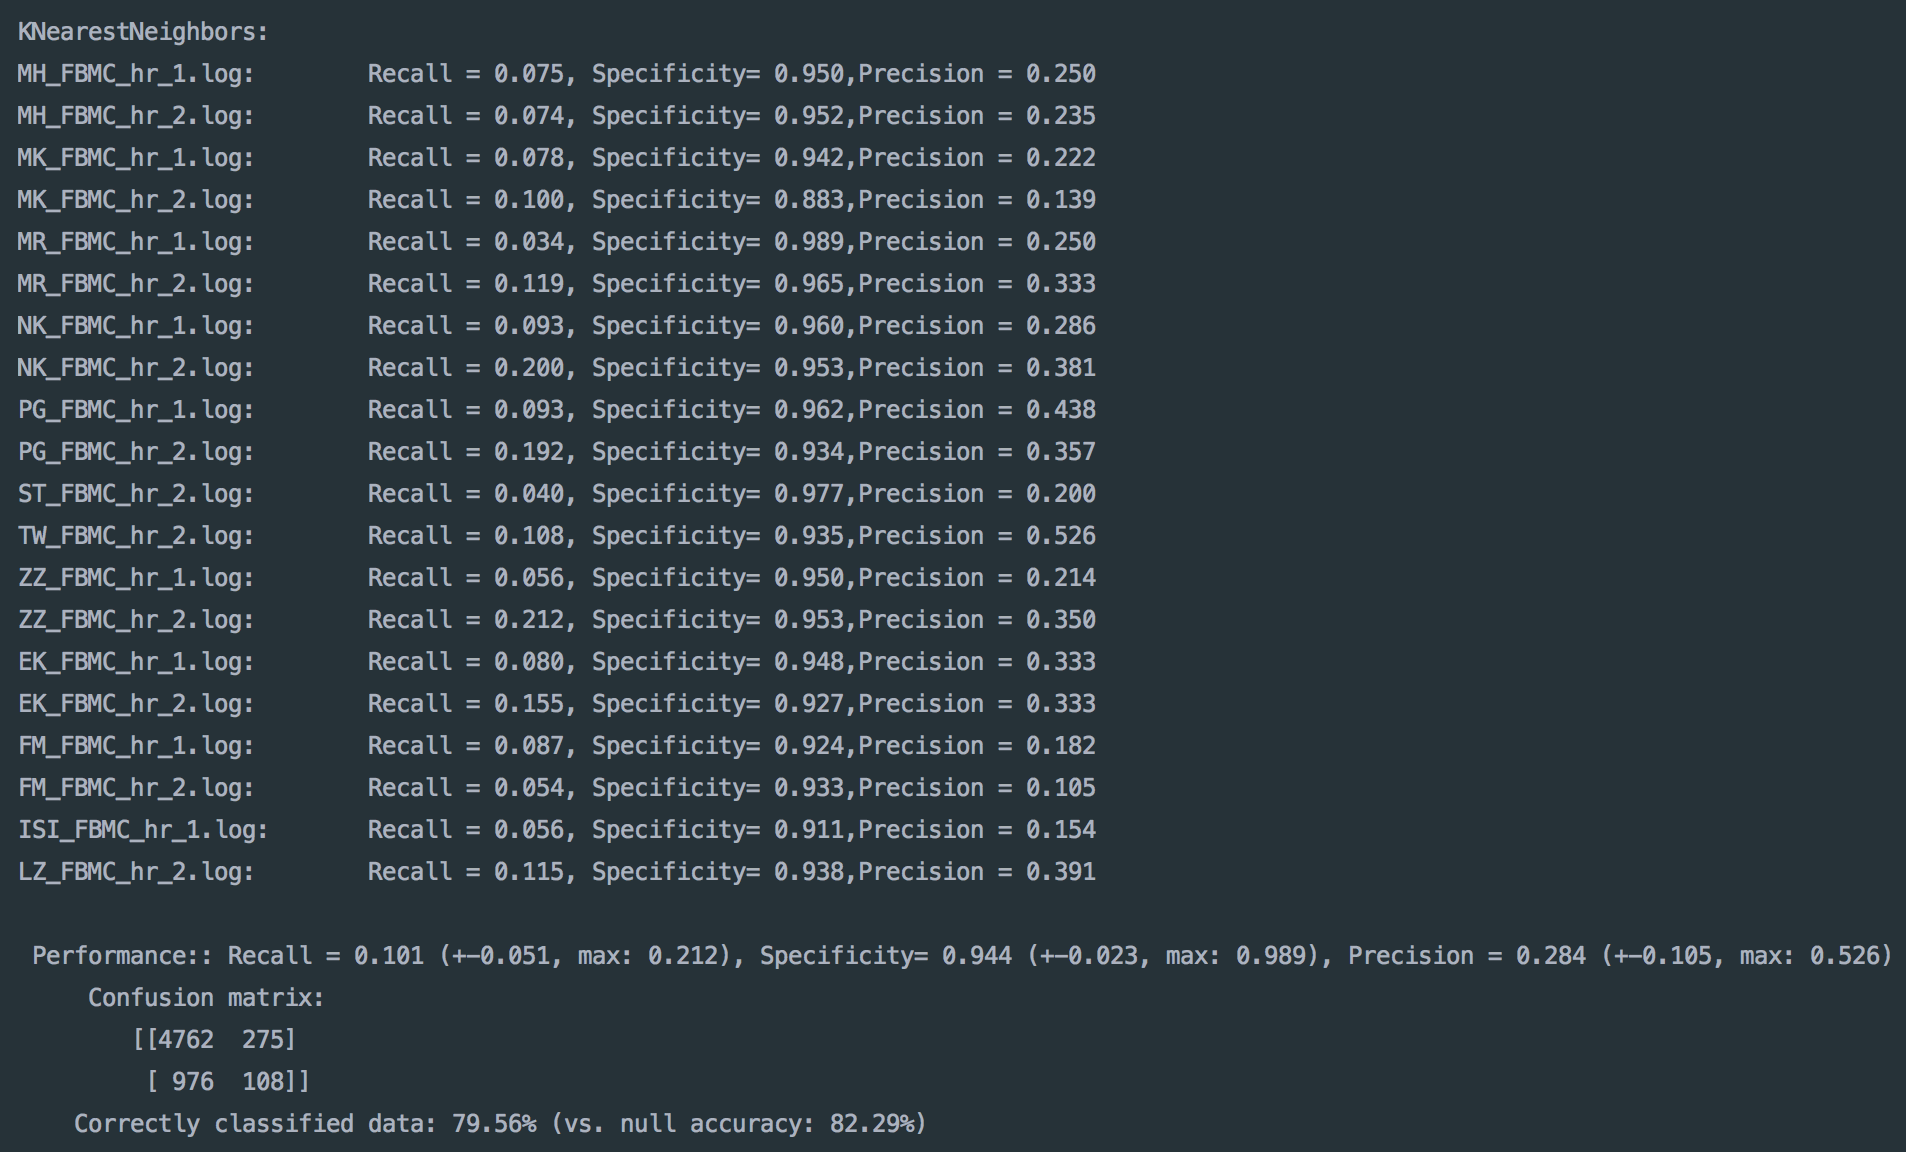 KNearestNeighbors:
MH_FBMC_hr_1.log: Recall = 0.075, Specificity= 0.950,Precision = 0.250
MH_FBMC_hr_2.log: Recall = 0.074, Specificity= 0.952,Precision = 0.235
MK_FBMC_hr_1.log: Recall = 0.078, Specificity= 0.942,Precision = 0.222
MK_FBMC_hr_2.log: Recall = 0.100, Specificity= 0.883,Precision = 0.139
MR_FBMC_hr_1.log: Recall = 0.034, Specificity= 0.989,Precision = 0.250
MR_FBMC_hr_2.log: Recall = 0.119, Specificity= 0.965,Precision = 0.333
NK_FBMC_hr_1.log: Recall = 0.093, Specificity= 0.960,Precision = 0.286
NK_FBMC_hr_2.log: Recall = 0.200, Specificity= 0.953,Precision = 0.381
PG_FBMC_hr_1.log: Recall = 0.093, Specificity= 0.962,Precision = 0.438
PG_FBMC_hr_2.log: Recall = 0.192, Specificity= 0.934,Precision = 0.357
ST_FBMC_hr_2.log: Recall = 0.040, Specificity= 0.977,Precision = 0.200
TW_FBMC_hr_2.log: Recall = 0.108, Specificity= 0.935,Precision = 0.526
ZZ_FBMC_hr_1.log: Recall = 0.056, Specificity= 0.950,Precision = 0.214
ZZ_FBMC_hr_2.log: Recall = 0.212, Specificity= 0.953,Precision = 0.350
EK_FBMC_hr_1.log: Recall = 0.080, Specificity= 0.948,Precision = 0.333
EK_FBMC_hr_2.log: Recall = 0.155, Specificity= 0.927,Precision = 0.333
FM_FBMC_hr_1.log: Recall = 0.087, Specificity= 0.924,Precision = 0.182
FM_FBMC_hr_2.log: Recall = 0.054, Specificity= 0.933,Precision = 0.105
ISI_FBMC_hr_1.log: Recall = 0.056, Specificity= 0.911,Precision = 0.154
LZ_FBMC_hr_2.log: Recall = 0.115, Specificity= 0.938,Precision = 0.391
Performance:: Recall = 0.101 (+-0.051, max: 0.212), Specificity= 0.944 (+-0.023, max: 0.989), Precision = 0.284 (+-0.105, max: 0.526)
Confusion matrix:
[[4762 275]
[ 976 108]]
Correctly classified data: 79.56% (vs. null accuracy: 82.29%)